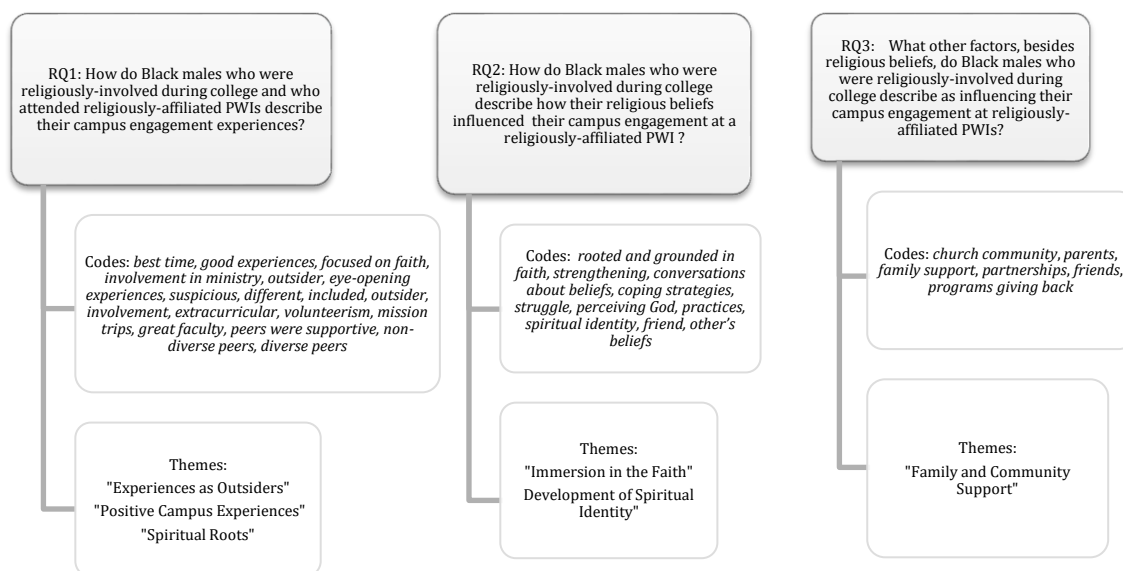 RQ1: How do Black males who were
religiously-involved during college and who
attended religiously-affiliated PWIs describe
their campus engagement experiences?
Codes: best time, good experiences, focused on faith,
involvement in ministry, outsider, eye-opening
experiences, suspicious, different, included, outsider,
involvement, extracurricular, volunteerism, mission
trips, great faculty, peers were supportive, non-
diverse peers, diverse peers
Themes:
"Experiences as Outsiders"
"Positive Campus Experiences"
"Spiritual Roots"
RQ2: How do Black males who were
religiously-involved during college
describe how their religious beliefs
influenced their campus engagement at a
religiously-affiliated PWI ?
Codes: rooted and grounded in
faith, strengthening, conversations
about beliefs, coping strategies,
struggle, perceiving God, practices,
spiritual identity, friend, other's
beliefs
Themes:
"Immersion in the Faith"
Development of Spiritual
Identity"
RQ3: What other factors, besides
religious beliefs, do Black males who
were religiously-involved during
college describe as influencing their
campus engagement at religiously-
affiliated PWIs?
Codes: church community, parents,
family support, partnerships, friends,
programs giving back
Themes:
"Family and Community
Support"